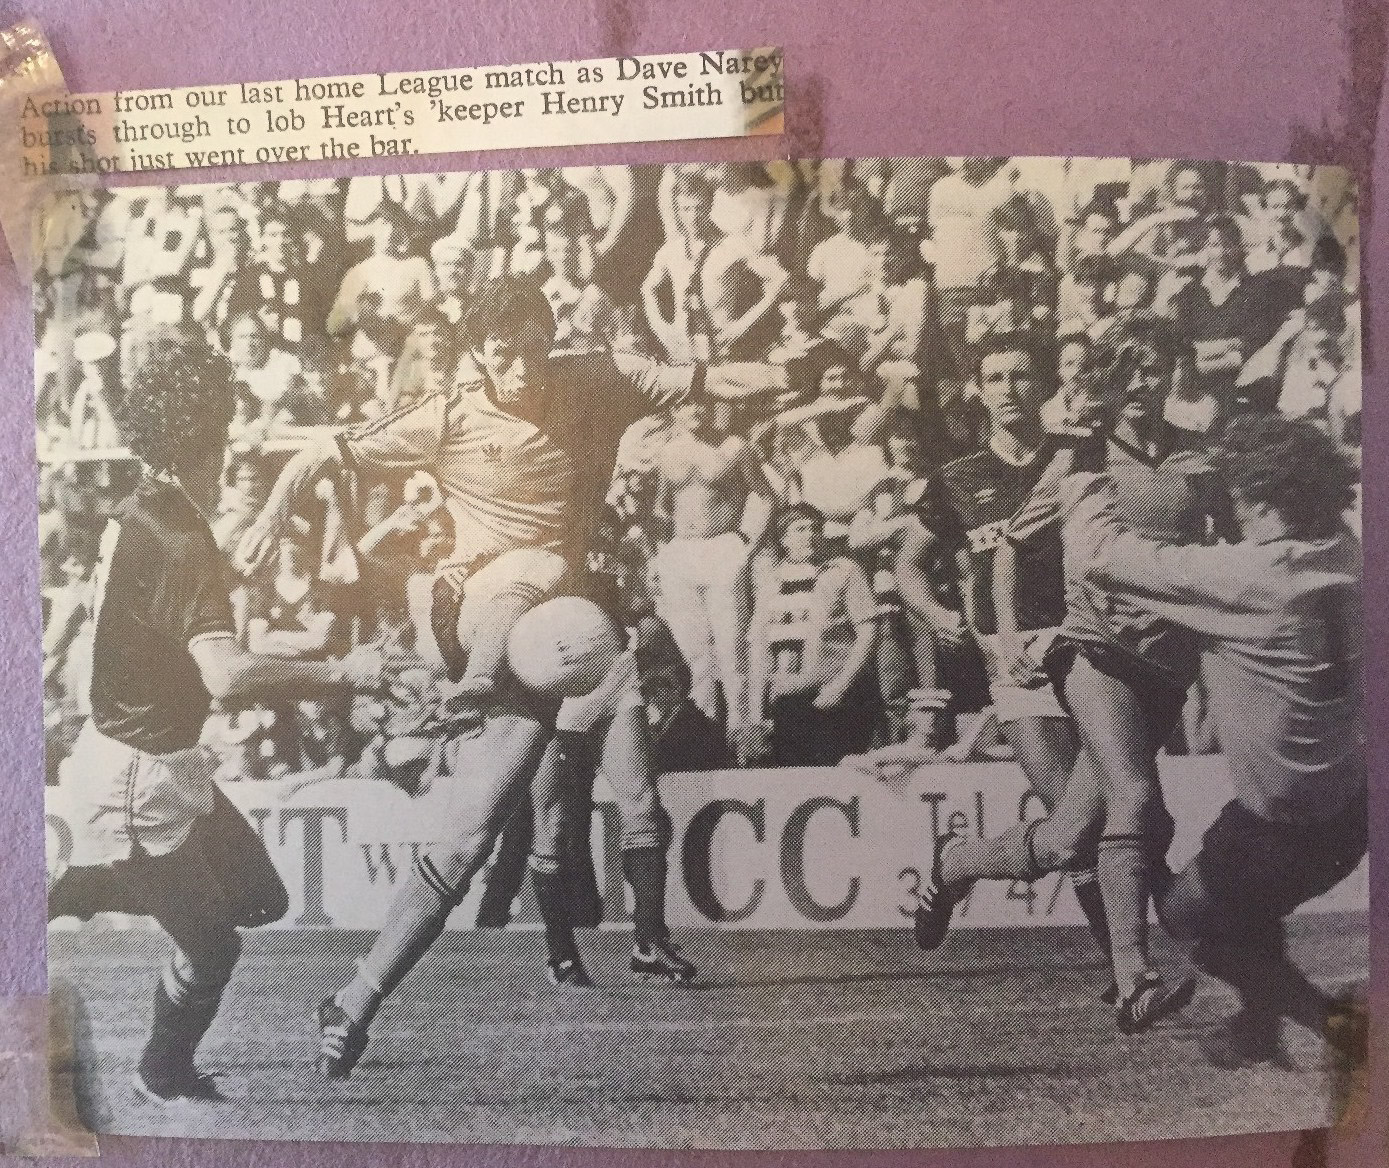 Action from our last home League match as Dave Narey
bursts through to lob Heart's 'keeper Henry Smith but
his shot just went over the bar.
CC
Tel